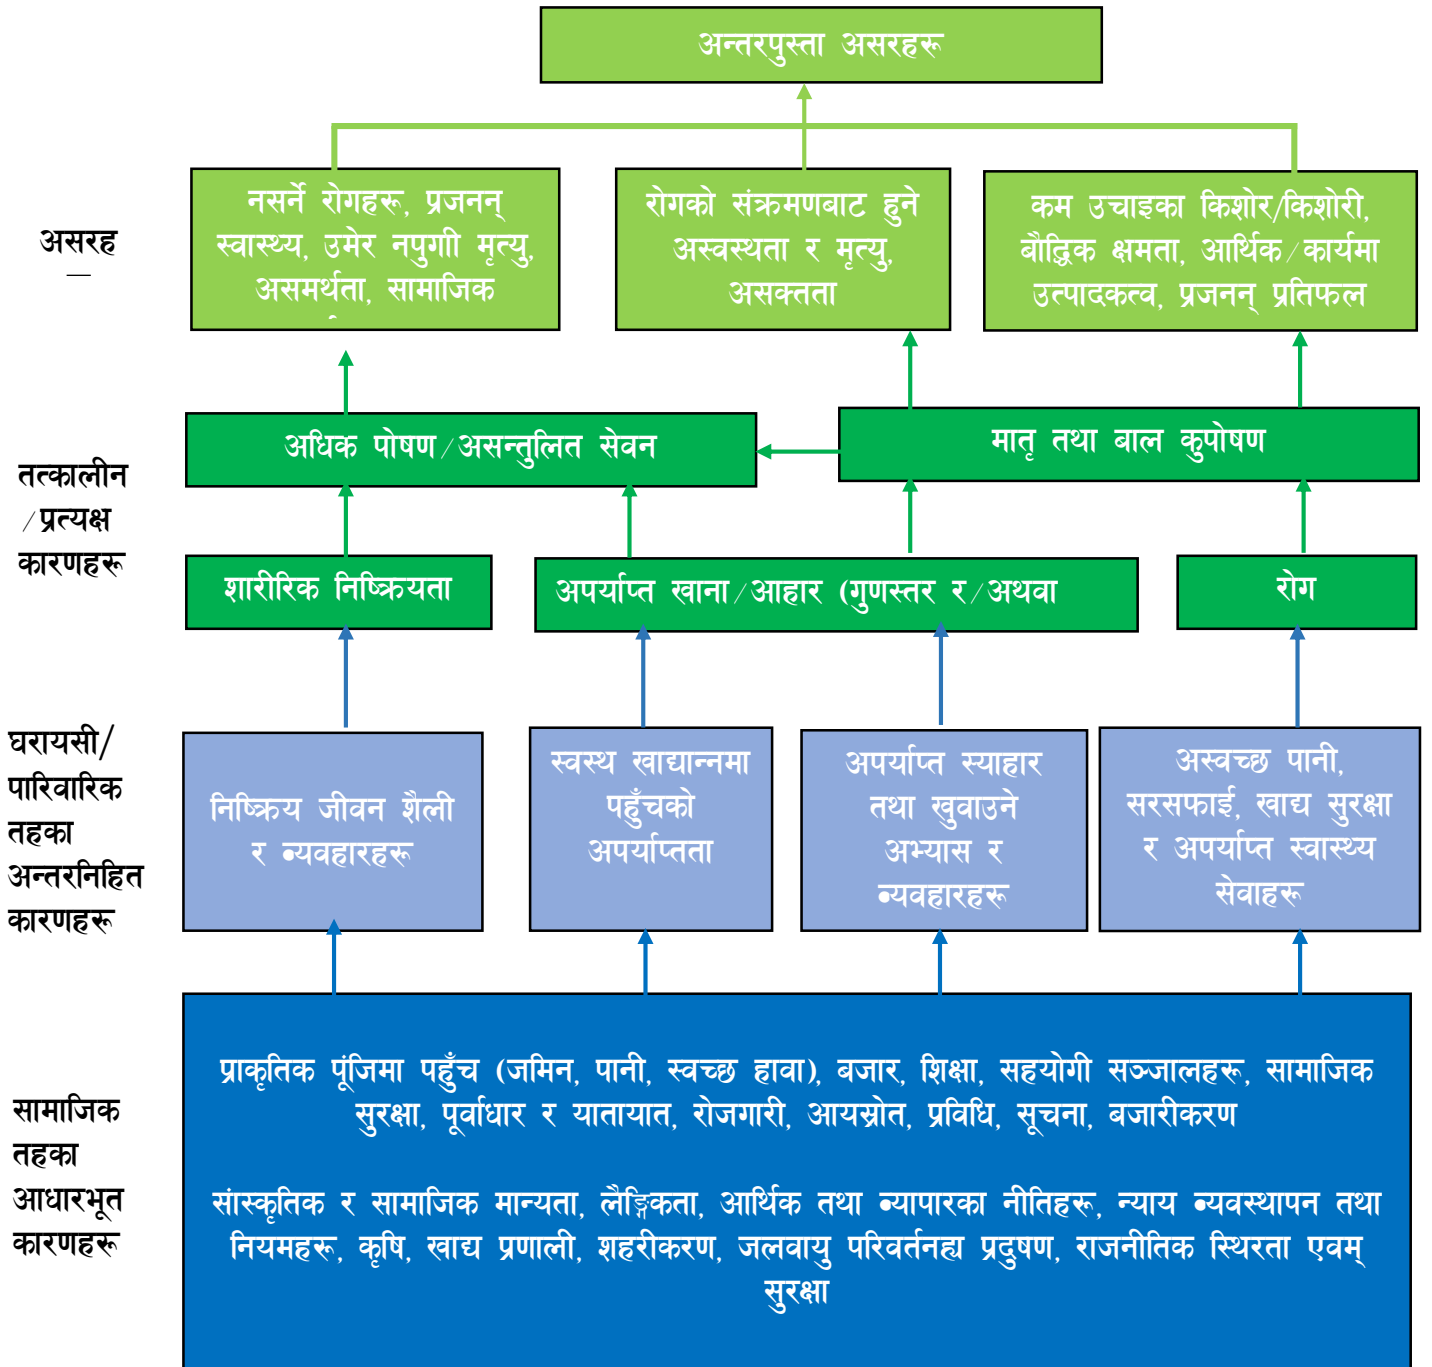 अन्तरपुस्ता असरहरू
असरह
नसर्ने रोगहरू, प्रजनन्
स्वास्थ्य, उमेर नपुगी मृत्यु,
असमर्थता, सामाजिक
रोगको संक्रमणबाट हुने
अस्वस्थता र मृत्यु,
असक्तता
कम उचाइका किशोर/किशोरी,
बौद्धिक क्षमता, आर्थिक/कार्यमा
उत्पादकत्व, प्रजनन् प्रतिफल
तत्कालीन
/प्रत्यक्ष
कारणहरू
अधिक पोषण/असन्तुलित सेवन
मातृ तथा बाल कुपोषण
शारीरिक निष्क्रियता
अपर्याप्त खाना/आहार (गुणस्तर र/अथवा
रोग
घरायसी/
पारिवारिक
तहका
अन्तरनिहित
कारणहरू
निष्क्रिय जीवन शैली
र व्यवहारहरू
स्वस्थ खाद्यान्नमा
पहुँचको
अपर्याप्तता
अपर्याप्त स्याहार
तथा खुवाउने
अभ्यास र
व्यवहारहरू
अस्वच्छ पानी,
सरसफाई, खाद्य सुरक्षा
र अपर्याप्त स्वास्थ्य
सेवाहरू
सामाजिक
तहका
आधारभूत
कारणहरू
प्राकृतिक पूंजिमा पहुँच (जमिन, पानी, स्वच्छ हावा), बजार, शिक्षा, सहयोगी सञ्जालहरू, सामाजिक
सुरक्षा, पूर्वाधार र यातायात, रोजगारी, आयस्रोत, प्रविधि, सूचना, बजारीकरण
सांस्कृतिक र सामाजिक मान्यता, लैङ्गिकता, आर्थिक तथा व्यापारका नीतिहरू, न्याय व्यवस्थापन तथा
नियमहरू, कृषि, खाद्य प्रणाली, शहरीकरण, जलवायु परिवर्तनह्य प्रदुषण, राजनीतिक स्थिरता एवम्
सुरक्षा